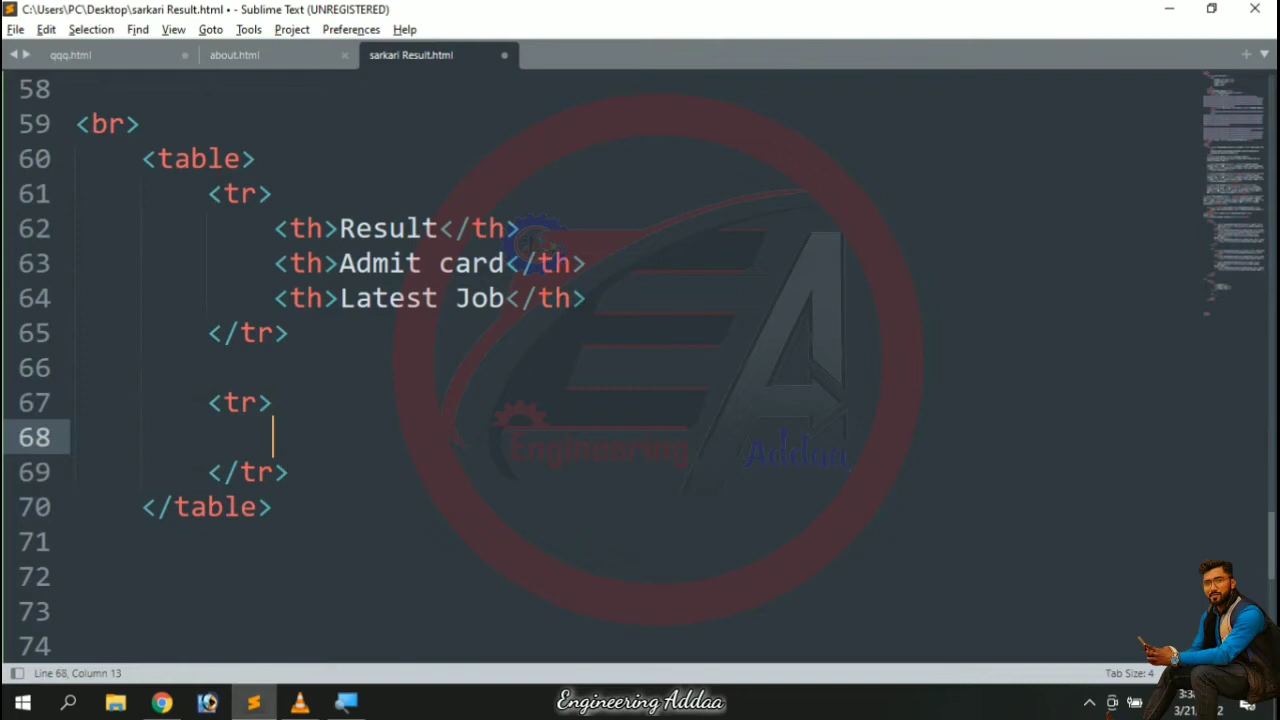 C:\Users\PC\Desktop\sarkari Result.html • - Sublime Text (UNREGISTERED)
File Edit Selection Find View Goto Tools Project Preferences Help
qqq.html about.html sarkari Result.html
58
59 <br>
60 <table>
61 <tr>
62 <th>Result</th>
63 <th>Admit card</th>
64 <th>Latest Job</th>
65 </tr>
66
67 <tr>
68
69 </tr>
70 </table>
71
72
73
74
Engineering Addaa
Line 68, Column 13
Tab Size: 4
Engineering Addaa